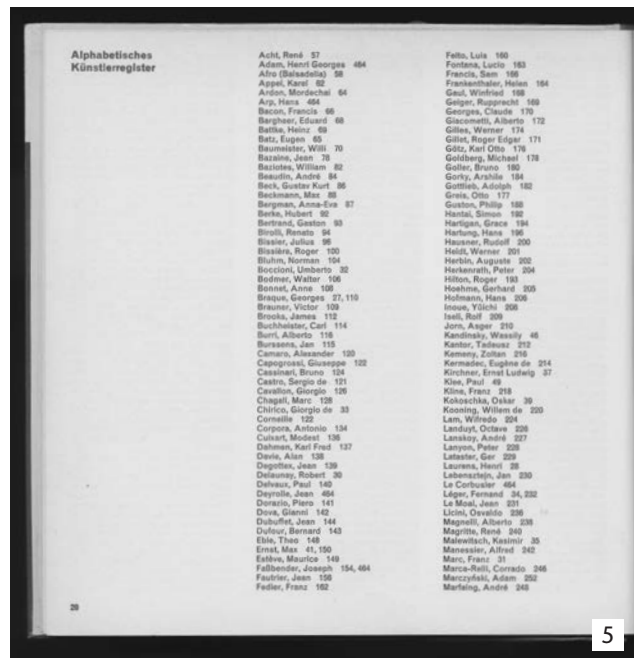 Alphabetisches
Künstlerregister
Acht, René 57
Adam, Henri Georges 464
Afro (Balsadella) 58
Appel, Karel 62
Ardon, Mordechai 64
Arp, Hans 464
Bacon, Francis 66
Bargheer, Eduard 68
Battke, Heinz 69
Batz, Eugen 65
Baumeister, Willi 70
Bazaine, Jean 78
Baziotes, William 82
Beaudin, André 84
Beck, Gustav Kurt 86
Beckmann, Max 88
Bergman, Anna-Eva 87
Berke, Hubert 92
Bertrand, Gaston 93
Birolli, Renato 94
Bissier, Julius 96
Bissière, Roger 100
Bluhm, Norman 104
Boccioni, Umberto 32
Bodmer, Walter 106
Bonnet, Anne 108
Braque, Georges 27, 110
Brauner, Victor 109
Brooks, James 112
Buchheister, Carl 114
Burri, Alberto 116
Burssens, Jan 115
Camaro, Alexander 120
Capogrossi, Giuseppe 122
Cassinari, Bruno 124
Castro, Sergio de 121
Cavallon, Giorgio 126
Chagall, Marc 128
Chirico, Giorgio de 33
Corneille 122
Corpora, Antonio 134
Cuixart, Modest 136
Dahmen, Karl Fred 137
Davie, Alan 138
Degottex, Jean 139
Delaunay, Robert 30
Delvaux, Paul 140
Deyrolle, Jean 464
Dorazio, Piero 141
Dova, Gianni 142
Dubuffet, Jean 144
Dufour, Bernard 143
Eble, Theo 148
Ernst, Max 41, 150
Estève, Maurice 149
Faßbender, Joseph 154, 464
Fautrier, Jean 156
Fedier, Franz 162
Feito, Luis 160
Fontana, Lucio 163
Francis, Sam 166
Frankenthaler, Helen 164
Gaul, Winfried 168
Geiger, Rupprecht 169
Georges, Claude 170
Giacometti, Alberto 172
Gilles, Werner 174
Gillet, Roger Edgar 171
Götz, Karl Otto 176
Goldberg, Michael 178
Goller, Bruno 180
Gorky, Arshile 184
Gottlieb, Adolph 182
Greis, Otto 177
Guston, Philip 188
Hantai, Simon 192
Hartigan, Grace 194
Hartung, Hans 196
Hausner, Rudolf 200
Heldt, Werner 201
Herbin, Auguste 202
Herkenrath, Peter 204
Hilton, Roger 193
Hoehme, Gerhard 205
Hofmann, Hans 206
Inoue, Yûichi 208
Iseli, Rolf 209
Jorn, Asger 210
Kandinsky, Wassily 46
Kantor, Tadeusz 212
Kemeny, Zoltan 216
Kermadec, Eugène de 214
Kirchner, Ernst Ludwig 37
Klee, Paul 49
Kline, Franz 218
Kokoschka, Oskar 39
Kooning, Willem de 220
Lam, Wifredo 224
Landuyt, Octave 226
Lanskoy, André 227
Lanyon, Peter 228
Lataster, Ger 229
Laurens, Henri 28
Lebensztejn, Jan 230
Le Corbusier 464
Léger, Fernand 34, 232
Le Moal, Jean 231
Licini, Osvaldo 236
Magnelli, Alberto 238
Magritte, René 240
Malewitsch, Kasimir 35
Manessier, Alfred 242
Marc, Franz 31
Marca-Relli, Corrado 246
Marczyński, Adam 252
Marfaing, André 248
20
5